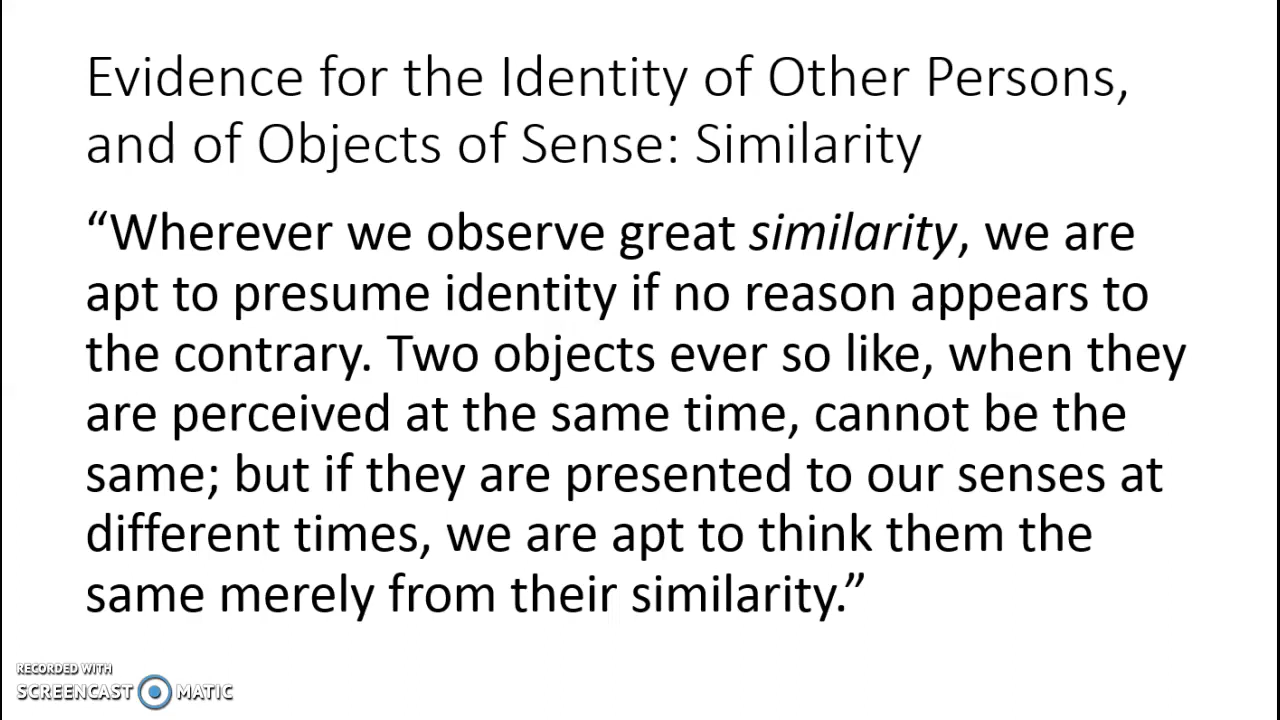 Evidence for the Identity of Other Persons,
and of Objects of Sense: Similarity
“Wherever we observe great similarity, we are
apt to presume identity if no reason appears to
the contrary. Two objects ever so like, when they
are perceived at the same time, cannot be the
same; but if they are presented to our senses at
different times, we are apt to think them the
same merely from their similarity.”
RECORDED WITH
SCREENCAST MATIC